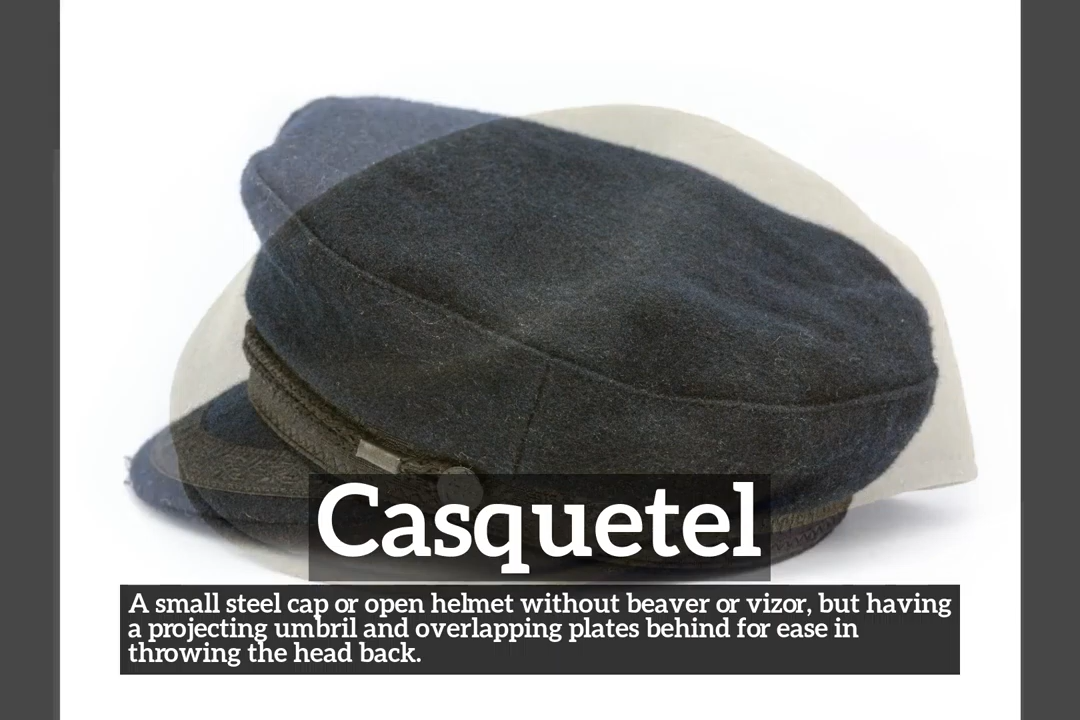 Casquetel
A small steel cap or open helmet without beaver or vizor, but having
a projecting umbril and overlapping plates behind for ease in
throwing the head back.